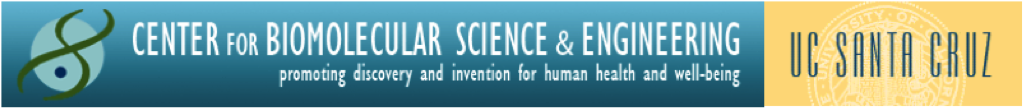 CENTER FOR BIOMOLECULAR SCIENCE & ENGINEERING
promoting discovery and invention for human health and well-being
UC SANTA CRUZ